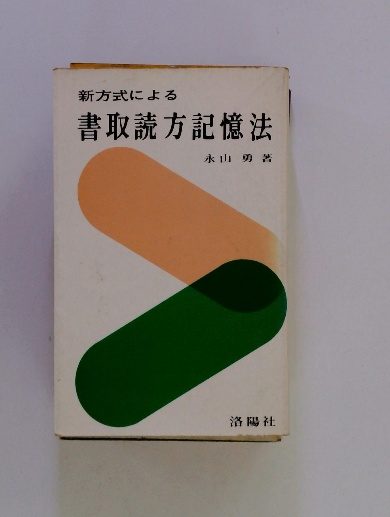 新方式による
書取読方記憶法
永山 勇 著
洛陽社